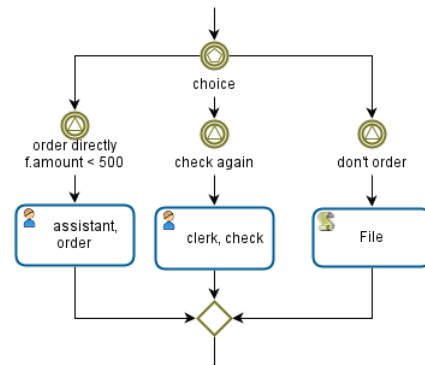 choice
order directly
f.amount < 500
check again
don't order
assistant,
order
clerk, check
File